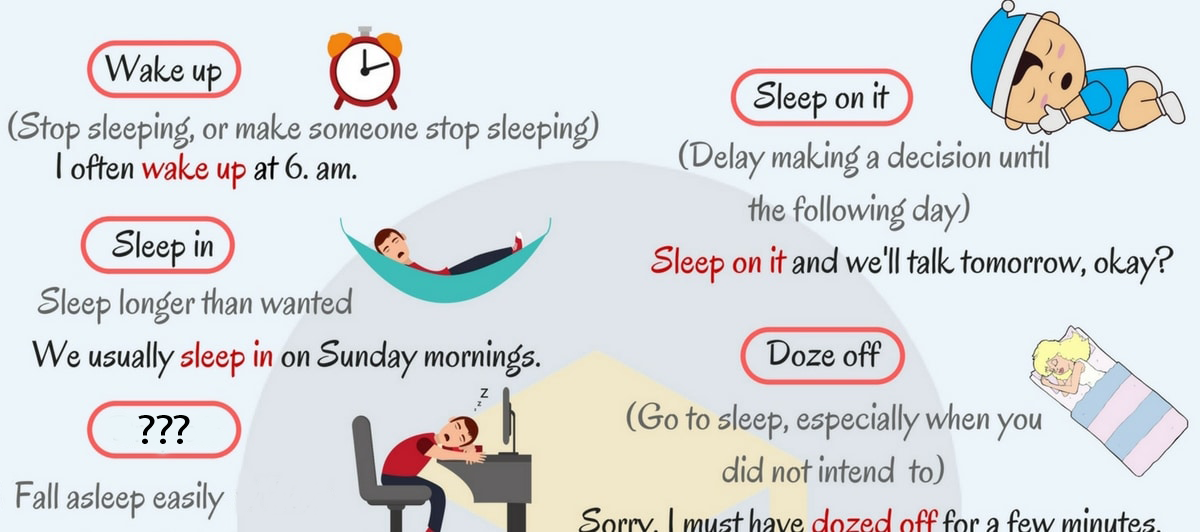 Wake up
(Stop sleeping, or make someone stop sleeping)
I often wake up at 6. am.
Sleep in
Sleep longer than wanted
We usually sleep in on Sunday mornings.
???
Fall asleep easily
z
z
Z
Sleep on it
(Delay making a decision until
the following day)
Sleep on it and we'll talk tomorrow, okay?
Doze off
(Go to sleep, especially when you
did not intend to)
Sorry, I must have dozed off for a few minutes.